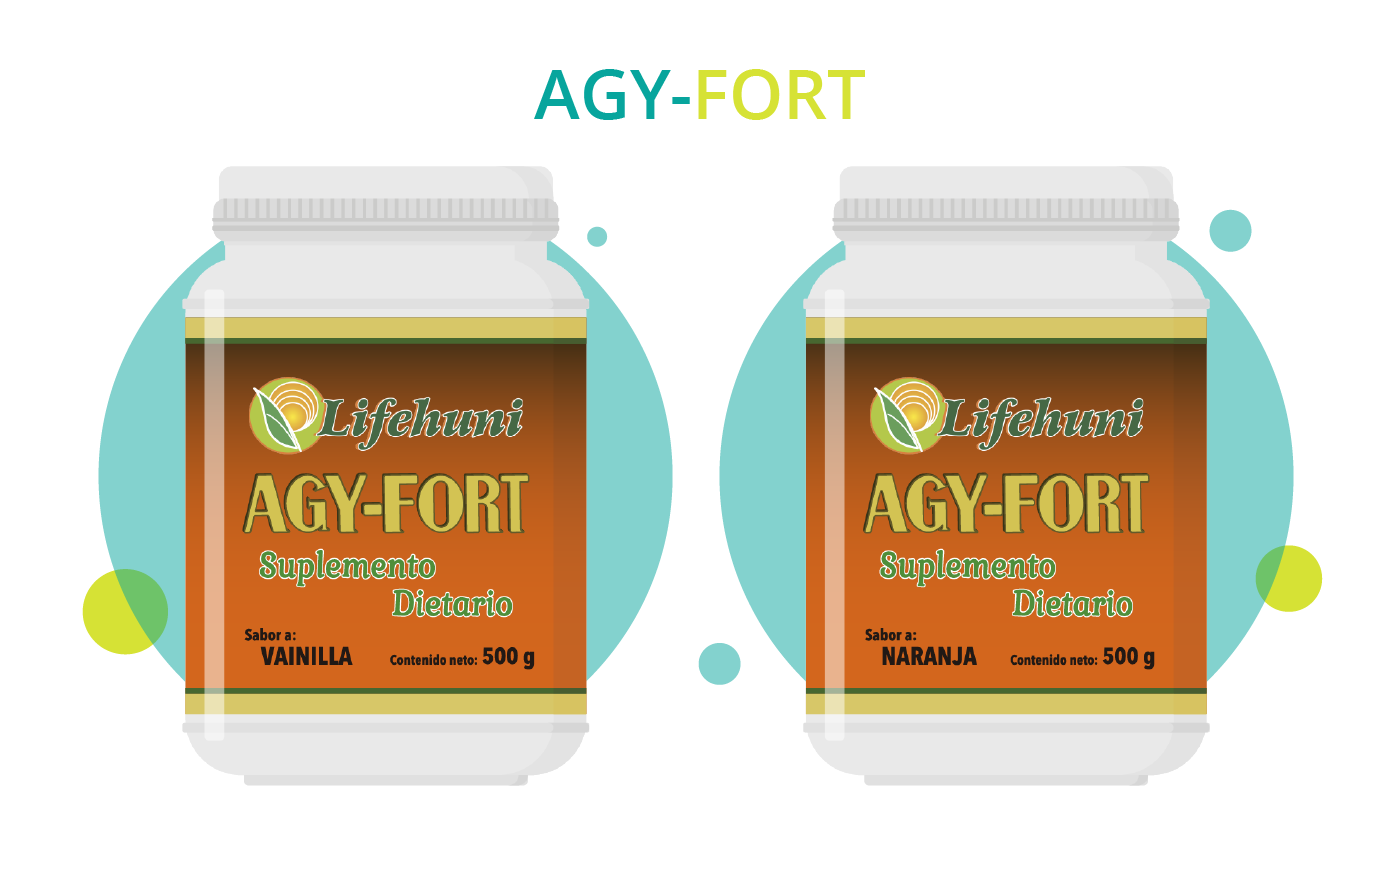 AGY-FORT
Lifehuni
AGY-FORT
Suplemento
Dietario
Sabor a:
VAINILLA
Contenido neto: 500 g
Lifehuni
AGY-FORT
Suplemento
Dietario
Sabor a:
NARANJA
Contenido neto: 500 g